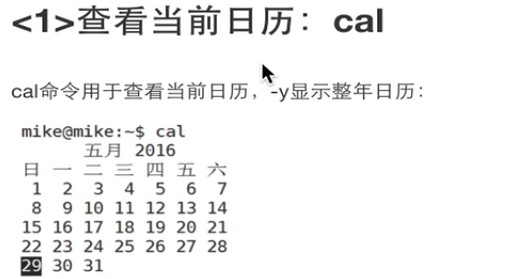 <1>查看当前日历：cal
cal命令用于查看当前日历，-y显示整年日历：
mike@mike:~$ cal
五月 2016
日 一 二 三 四 五 六
1 2 3 4 5 6 7
8 9 10 11 12 13 14
15 16 17 18 19 20 21
22 23 24 25 26 27 28
29 30 31